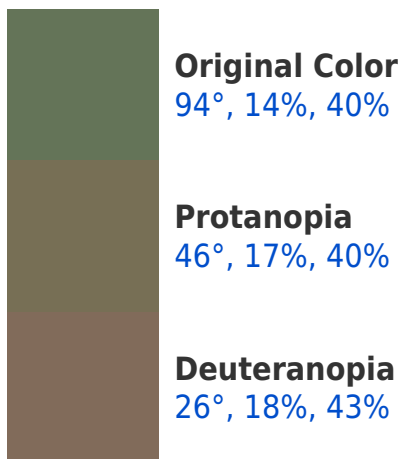 Original Color
94°, 14%, 40%
Protanopia
46°, 17%, 40%
Deuteranopia
26°, 18%, 43%